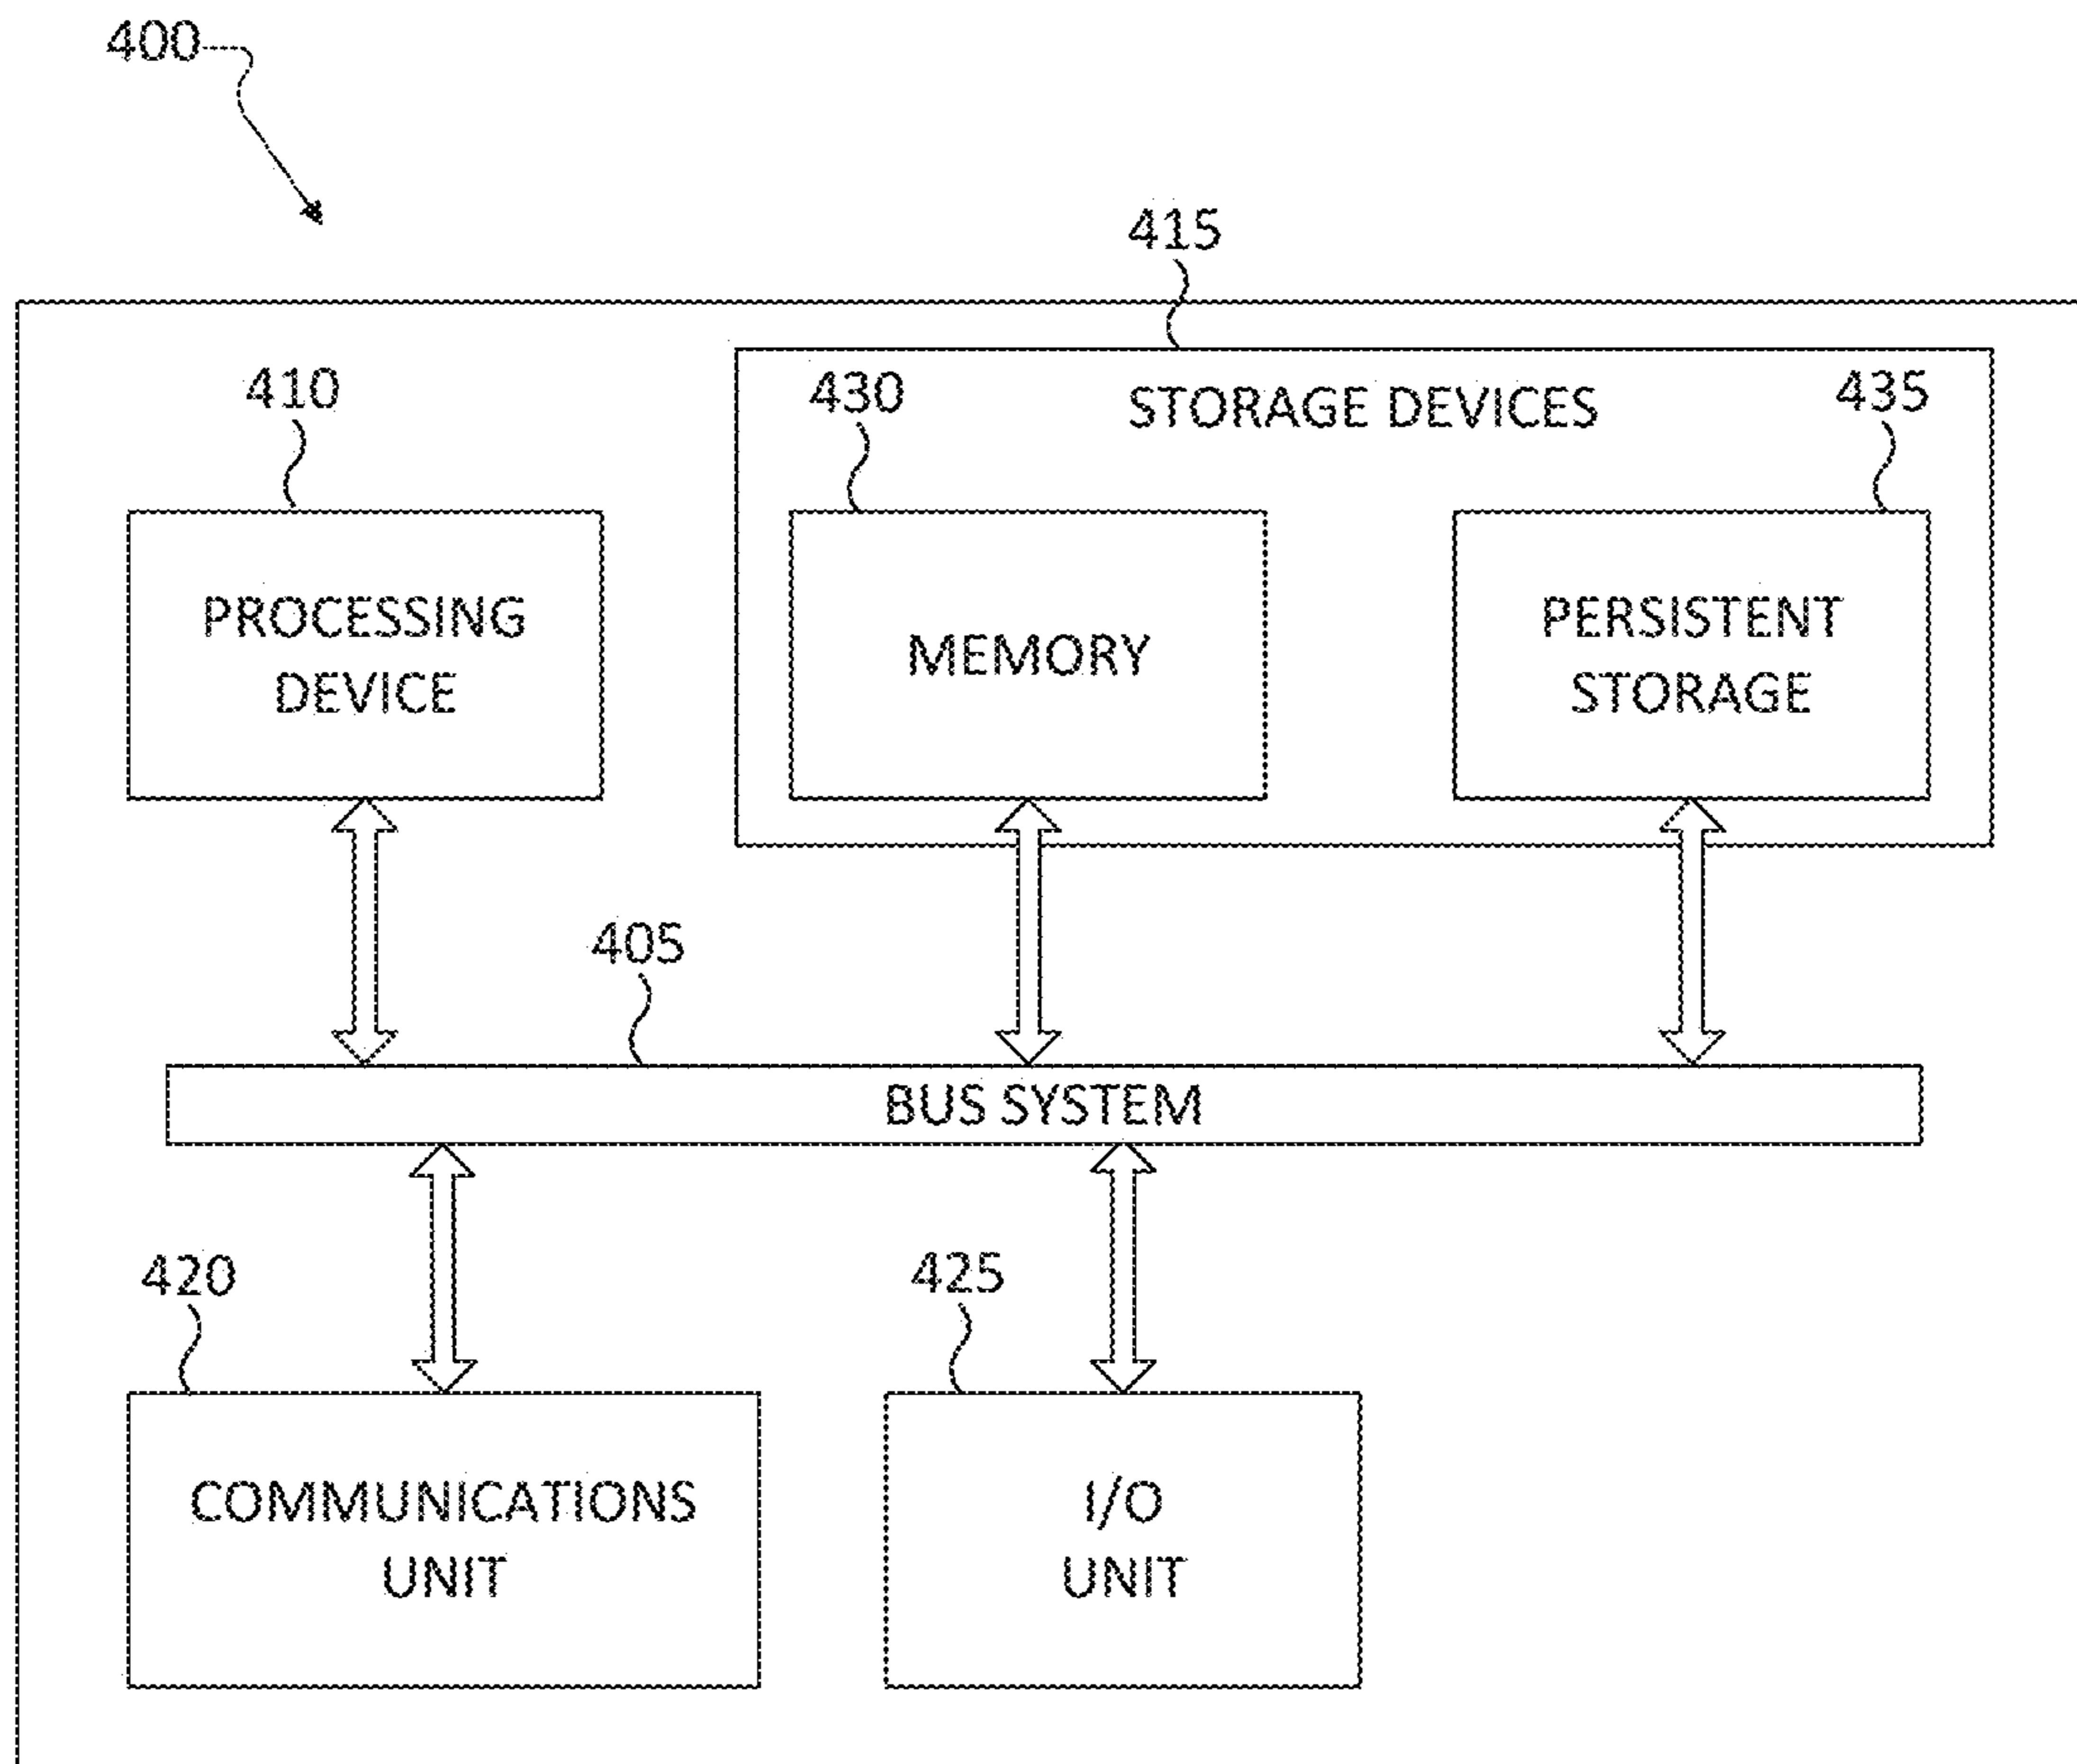 400
415
410
430
STORAGE DEVICES
435
PROCESSING
DEVICE
MEMORY
PERSISTENT
STORAGE
405
BUS SYSTEM
420
425
COMMUNICATIONS
UNIT
I/O
UNIT